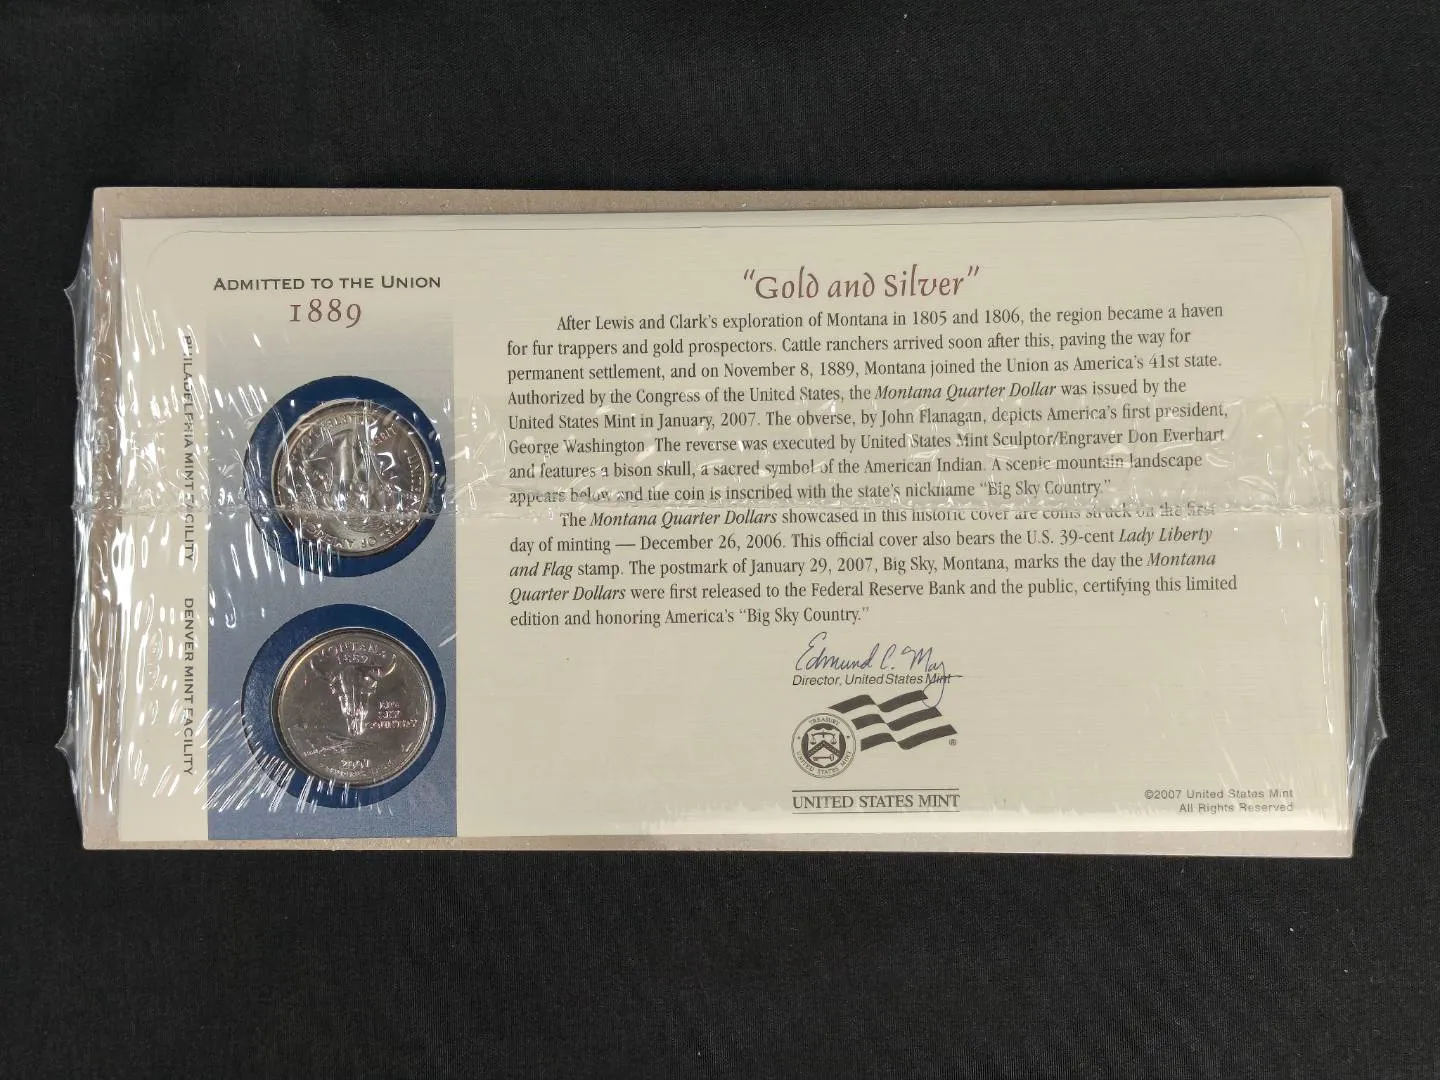 ADMITTED TO THE UNION
1889
PHILADELPHIA MINT FACILITY
DENVER MINT FACILITY
MONTANA
1889
BIG
SKY
COUNTRY
2007
"Gold and Silver"
After Lewis and Clark's exploration of Montana in 1805 and 1806, the region became a haven
for fur trappers and gold prospectors. Cattle ranchers arrived soon after this, paving the way for
permanent settlement, and on November 8, 1889, Montana joined the Union as America's 41st state.
Authorized by the Congress of the United States, the Montana Quarter Dollar was issued by the
United States Mint in January, 2007. The obverse, by John Flanagan, depicts America's first president,
George Washington. The reverse was executed by United States Mint Sculptor/Engraver Don Everhart
and features a bison skull, a sacred symbol of the American Indian. A scenic mountain landscape
appears below and the coin is inscribed with the state's nickname "Big Sky Country."
The Montana Quarter Dollars showcased in this historic cover are coins struck on the first
day of minting — December 26, 2006. This official cover also bears the U.S. 39-cent Lady Liberty
and Flag stamp. The postmark of January 29, 2007, Big Sky, Montana, marks the day the Montana
Quarter Dollars were first released to the Federal Reserve Bank and the public, certifying this limited
edition and honoring America's "Big Sky Country."
Edmund C. Moy
Director, United States Mint
TREASURY
UNITED STATES MINT
®
UNITED STATES MINT
©2007 United States Mint
All Rights Reserved